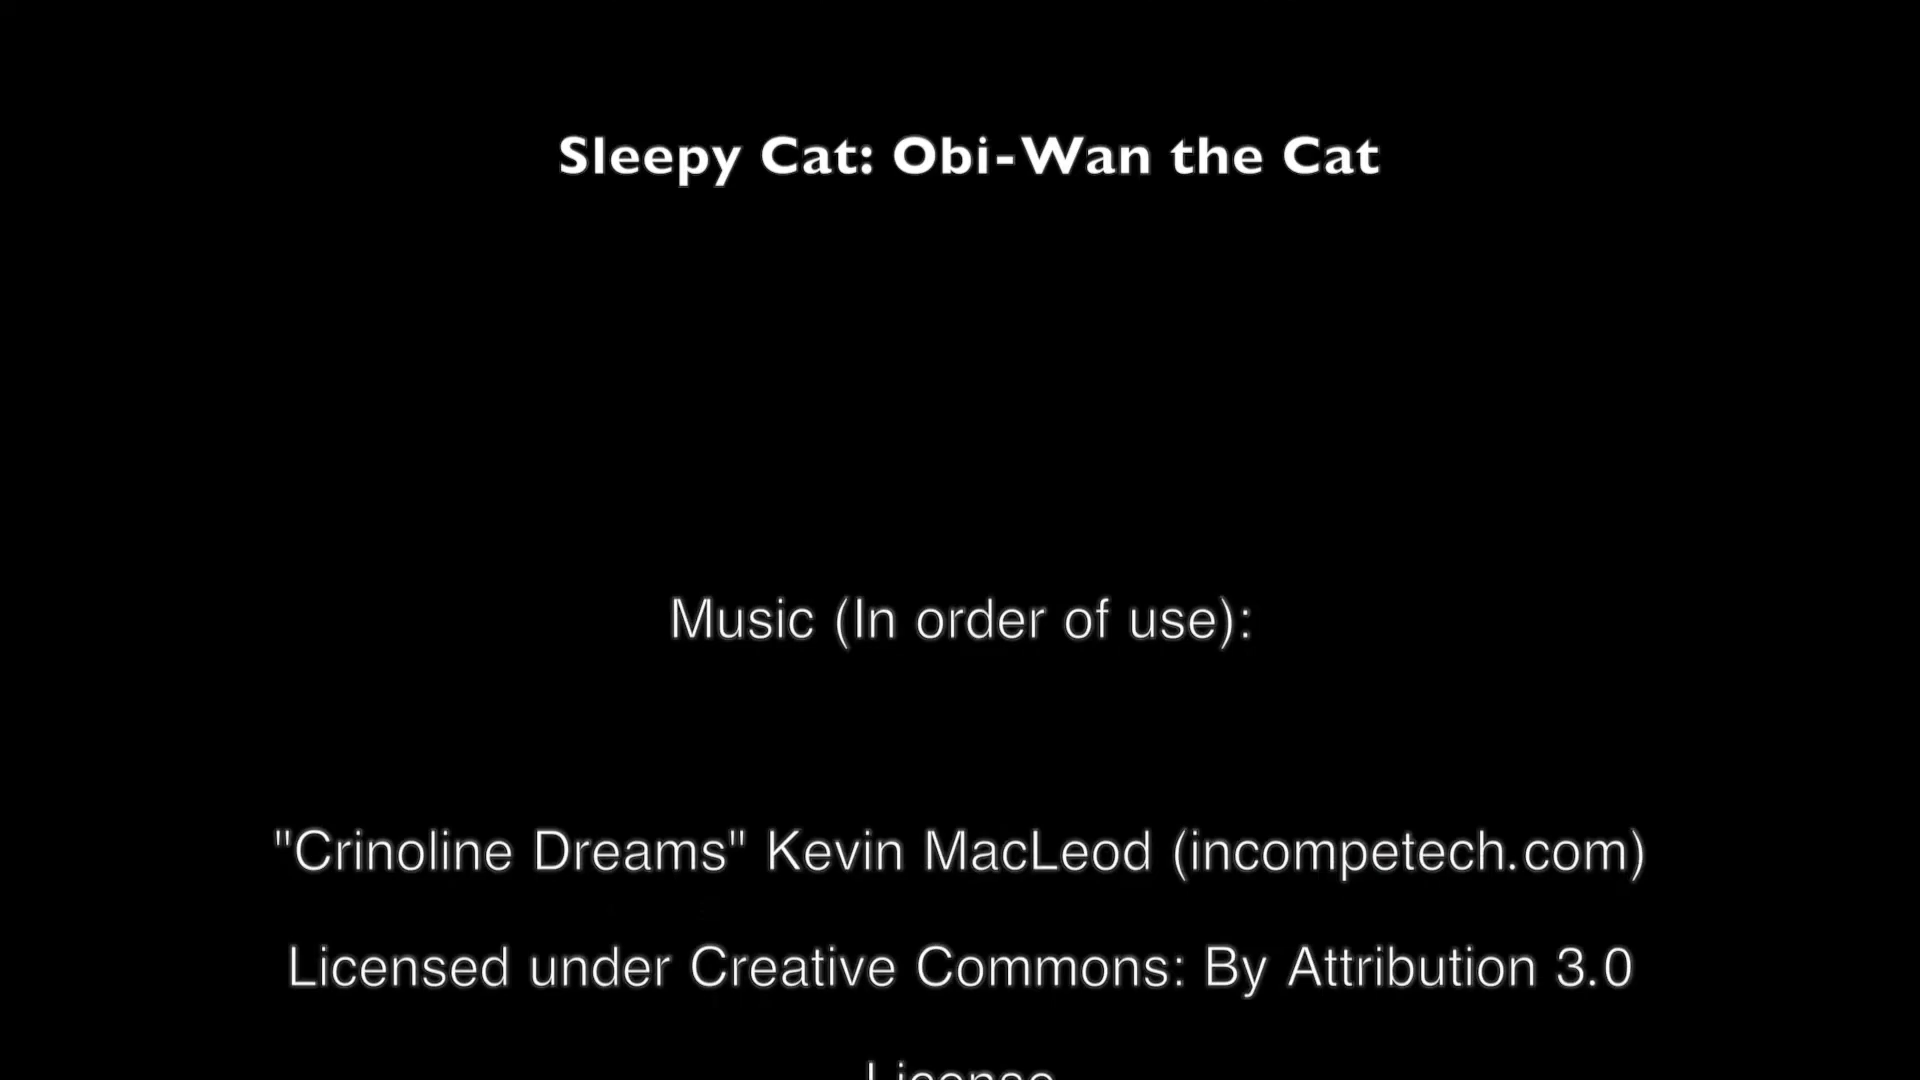 Sleepy Cat: Obi-Wan the Cat
Music (In order of use):
"Crinoline Dreams" Kevin MacLeod (incompetech.com)
Licensed under Creative Commons: By Attribution 3.0
License